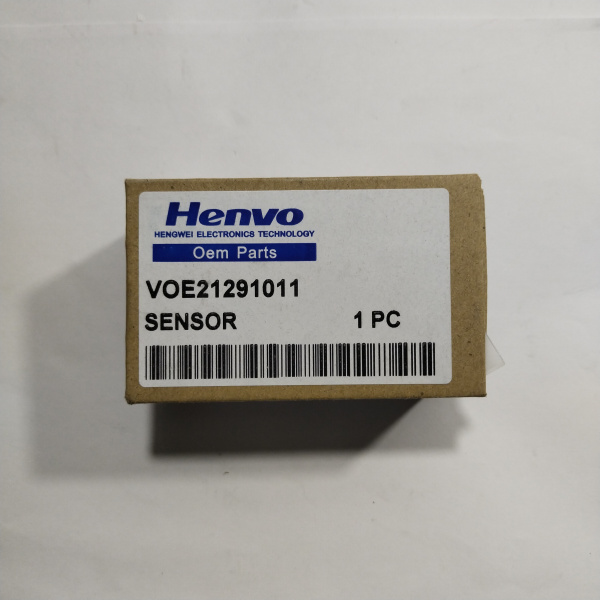 Henvo
HENGWEI ELECTRONICS TECHNOLOGY
Oem Parts
VOE21291011
SENSOR 1 PC